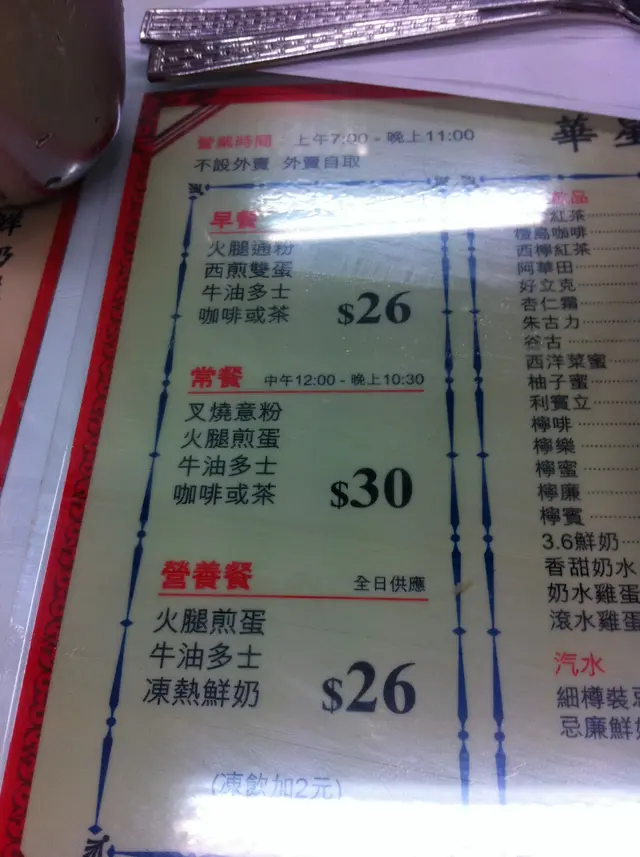 營業時間：上午7:00 - 晚上11:00
不設外賣 外賣自取
早餐
火腿通粉
西煎雙蛋
牛油多士
咖啡或茶
$26
常餐 中午12:00 - 晚上10:30
叉燒意粉
火腿煎蛋
牛油多士
咖啡或茶
$30
營養餐 全日供應
火腿煎蛋
牛油多士
凍熱鮮奶
$26
(凍飲加2元)
華星
飲品
紅茶
檀島咖啡
西檸紅茶
阿華田
好立克
杏仁霜
朱古力
谷古
西洋菜蜜
柚子蜜
利賓立
檸啡
檸樂
檸蜜
檸廉
檸賓
3.6鮮奶
香甜奶水
奶水雞蛋
滾水雞蛋
汽水
細樽裝忌
忌廉鮮奶
鮮
奶